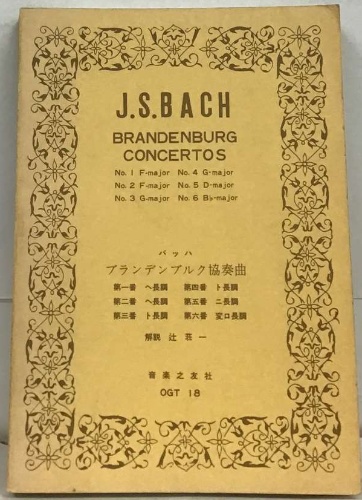 J.S.BACH
BRANDENBURG
CONCERTOS
No. 1 F-major No. 4 G-major
No. 2 F-major No. 5 D-major
No. 3 G-major No. 6 B♭-major
バッハ
ブランデンブルク協奏曲
第一番 ヘ長調 第四番 ト長調
第二番 ヘ長調 第五番 ニ長調
第三番 ト長調 第六番 変ロ長調
解説 辻荘一
音楽之友社
OGT 18